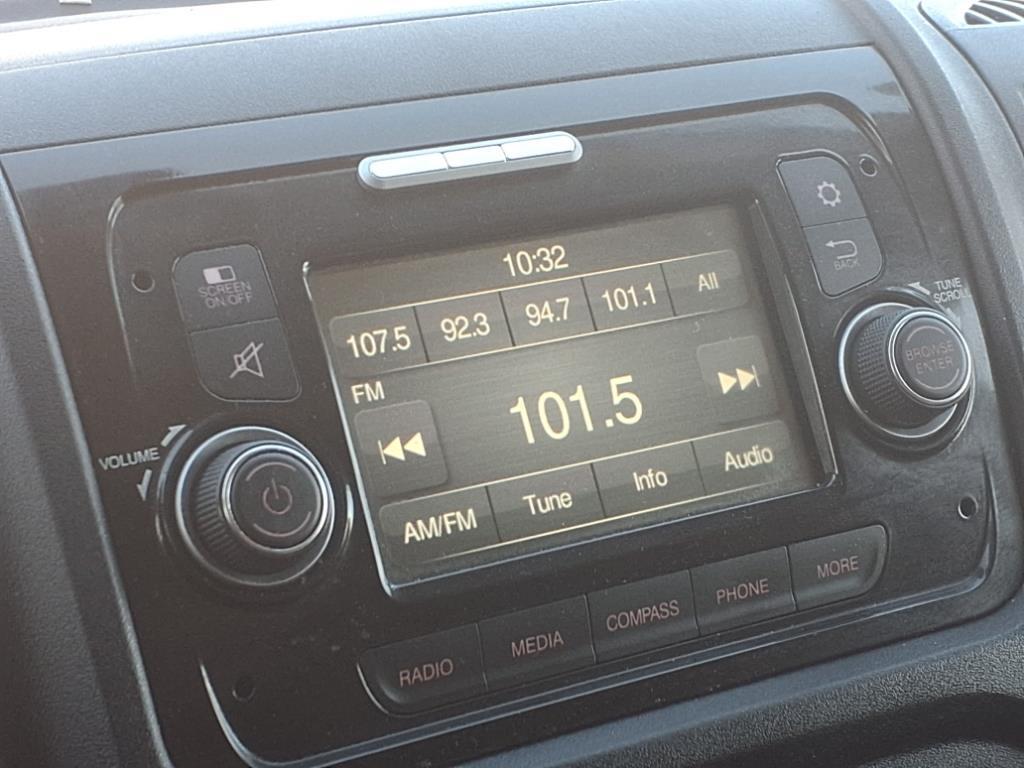 SCREEN
ON OFF
BACK
TUNE
SCROLL
BROWSE
ENTER
VOLUME
10:32
107.5 92.3 94.7 101.1 All
FM
101.5
AM/FM Tune Info Audio
RADIO MEDIA COMPASS PHONE MORE